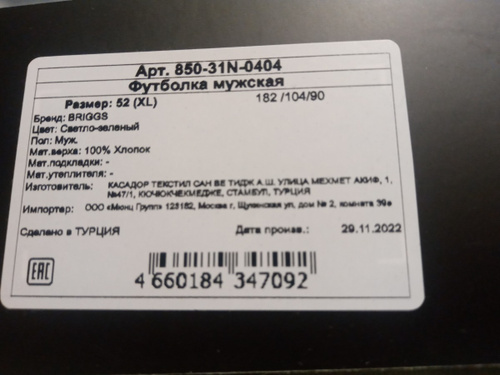 Арт. 850-31N-0404
Футболка мужская
Размер: 52 (XL) 182 /104/90
Бренд: BRIGGS
Цвет: Светло-зеленый
Пол: Муж.
Мат.верха: 100% Хлопок
Мат.подкладки: -
Мат.утеплителя: -
Изготовитель: КАСАДОР ТЕКСТИЛ САН ВЕ ТИДЖ А.Ш. УЛИЦА МЕХМЕТ АКИФ, 1,
№47/1, КЮЧЮКЧЕКМЕДЖЕ, СТАМБУЛ, ТУРЦИЯ
Импортер: ООО «Мюнц Групп» 123182, Москва г, Щукинская ул, дом № 2, комната
Сделано в ТУРЦИЯ Дата произ.: 29.11.2022
EAC
4 660184 347092